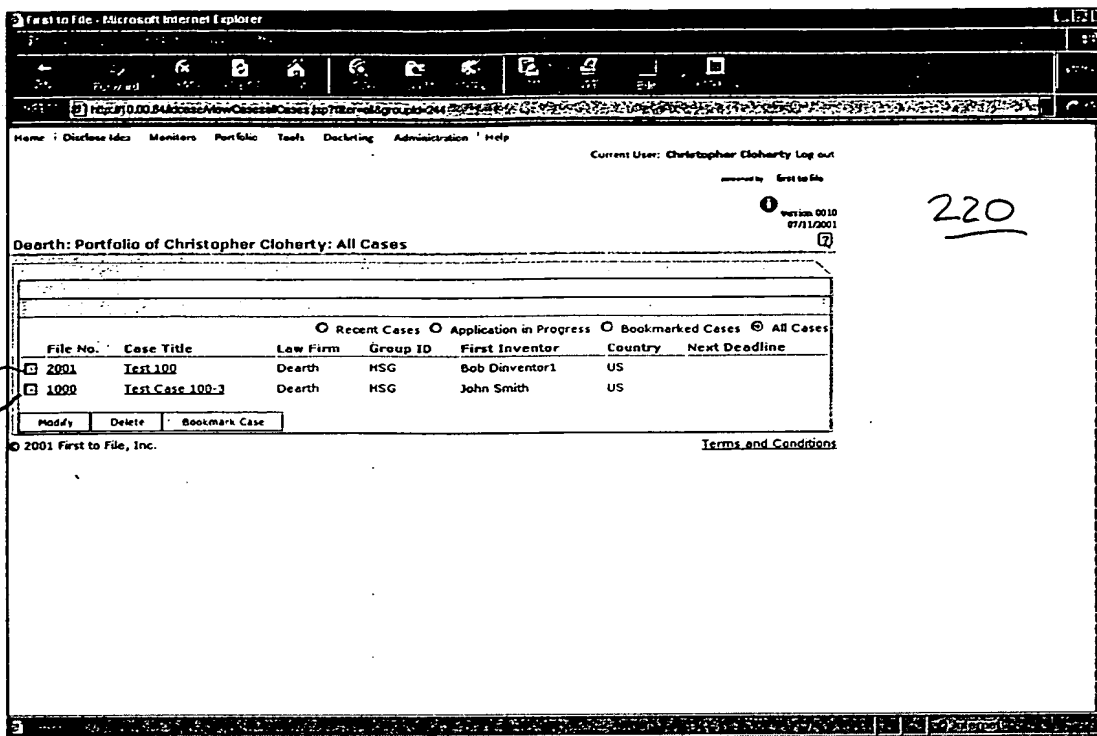 First to File - Microsoft Internet Explorer
Forward
Home Disclose Idea Monitors Portfolio Tools Docketing Administration Help
Current User: Christopher Cloherty Log out
powered by first to file
version 0010
07/11/2001
220
Dearth: Portfolio of Christopher Cloherty: All Cases
Recent Cases Application in Progress Bookmarked Cases All Cases
File No. Case Title Law Firm Group ID First Inventor Country Next Deadline
2001 Test 100 Dearth HSG Bob Dinventor1 US
1000 Test Case 100-3 Dearth HSG John Smith US
Modify Delete Bookmark Case
© 2001 First to File, Inc. Terms and Conditions